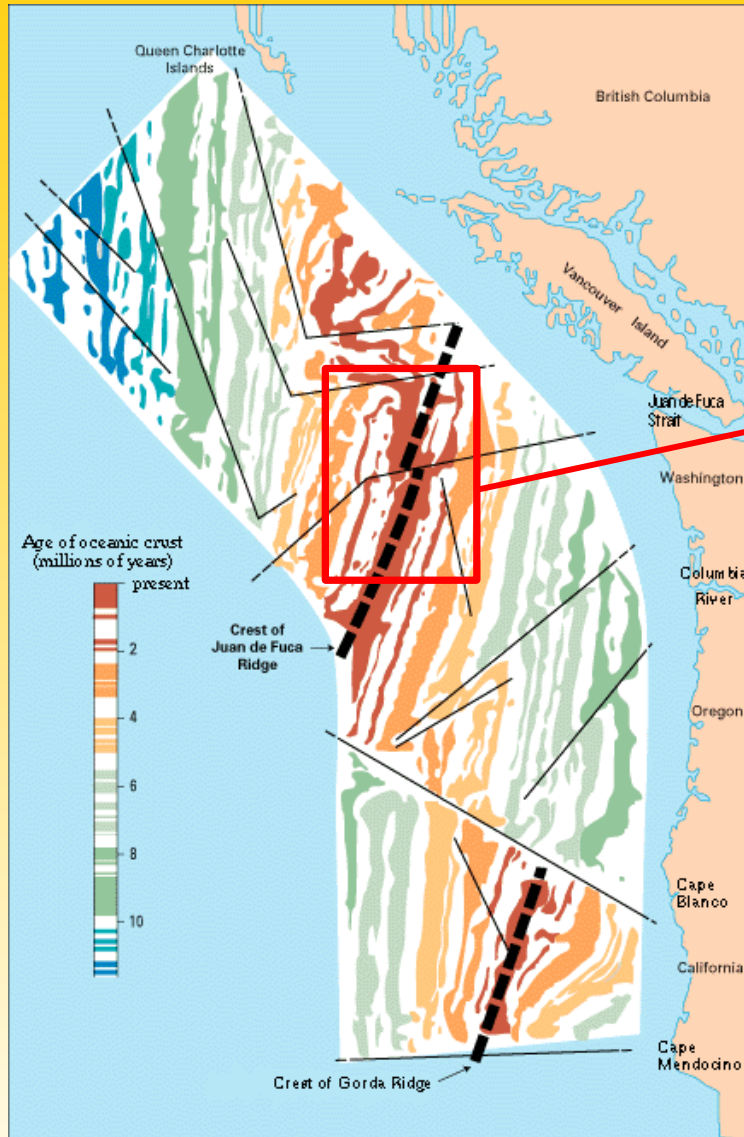 Queen Charlotte
Islands
British Columbia
Vancouver Island
Juan de Fuca
Strait
Washington
Age of oceanic crust
(millions of years)
present
2
4
6
8
10
Columbia
River
Crest of
Juan de Fuca
Ridge
Oregon
Cape
Blanco
California
Cape
Mendocino
Crest of Gorda Ridge